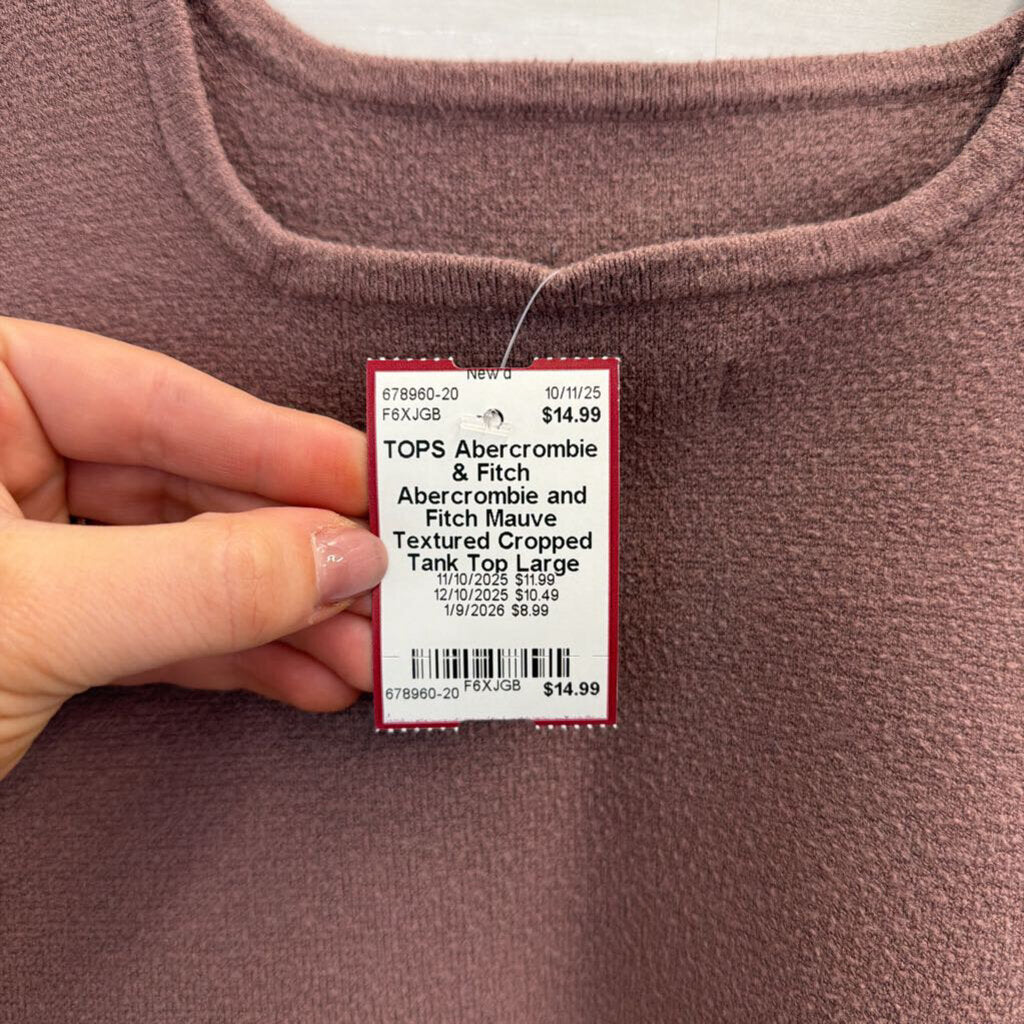 678960-20 10/11/25
F6XJGB $14.99
TOPS Abercrombie
& Fitch
Abercrombie and
Fitch Mauve
Textured Cropped
Tank Top Large
11/10/2025 $11.99
12/10/2025 $10.49
1/9/2026 $8.99
678960-20 F6XJGB $14.99